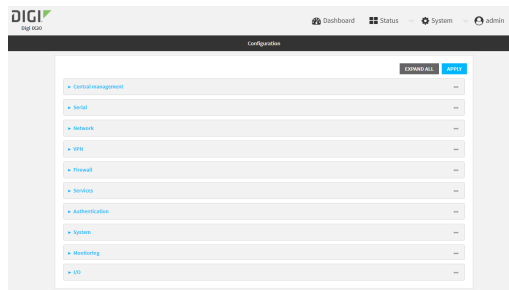 DIGI
Digi IX30
Dashboard
Status
System
admin
Configuration
EXPAND ALL
APPLY
Central management
Serial
Network
VPN
Firewall
Services
Authentication
System
Monitoring
I/O